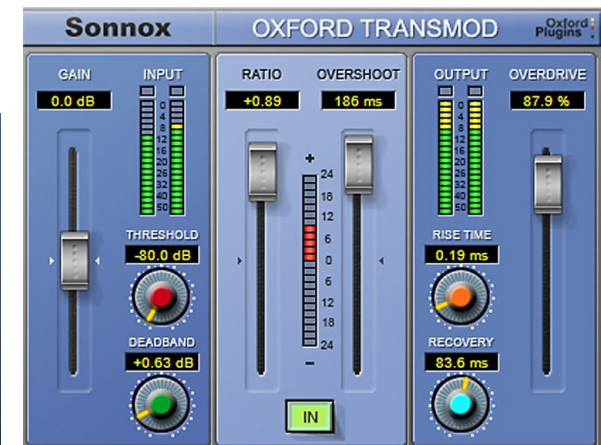 Sonnox
OXFORD TRANSMOD
Oxford
Plugins
GAIN
INPUT
0.0 dB
0
4
8
12
16
20
26
32
40
50
THRESHOLD
-80.0 dB
DEADBAND
+0.63 dB
RATIO
OVERSHOOT
+0.89
186 ms
+
24
18
12
6
0
6
12
18
24
-
IN
OUTPUT
OVERDRIVE
87.9 %
0
4
8
12
16
20
26
32
40
50
RISE TIME
0.19 ms
RECOVERY
83.6 ms